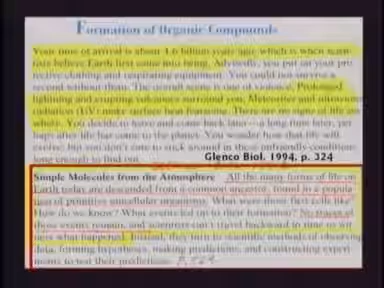 Formation of Organic Compounds
Your time of arrival is about 4.6 billion years ago, which is when scien-
tists believe Earth first came into being. Advisedly, you put on your pro
tective clothing and respirating equipment. You could not survive a
second without them. The overall scene is one of violence. Prolonged
lightning and erupting volcanoes surround you. Meteorites and ultraviolet
radiation (UV) make surface heat fearsome. There are no signs of life any-
where. You decide to leave and come back later—a long time later, per
haps after life has come to the planet. You wonder how that life will
evolve, but you don't care to stick around in these unfriendly conditions
long enough to find out.
Glenco Biol. 1994, p. 324
Simple Molecules from the Atmosphere All the many forms of life on
Earth today are descended from a common ancestor, found in a popula
tion of primitive unicellular organisms. What were those first cells like?
How do we know? What events led up to their formation? No traces of
those events remain, and scientists can't travel backward in time to wit
ness what happened. Instead, they turn to scientific methods of observing
data, forming hypotheses, making predictions, and constructing experi
ments to test their predictions. P. 324